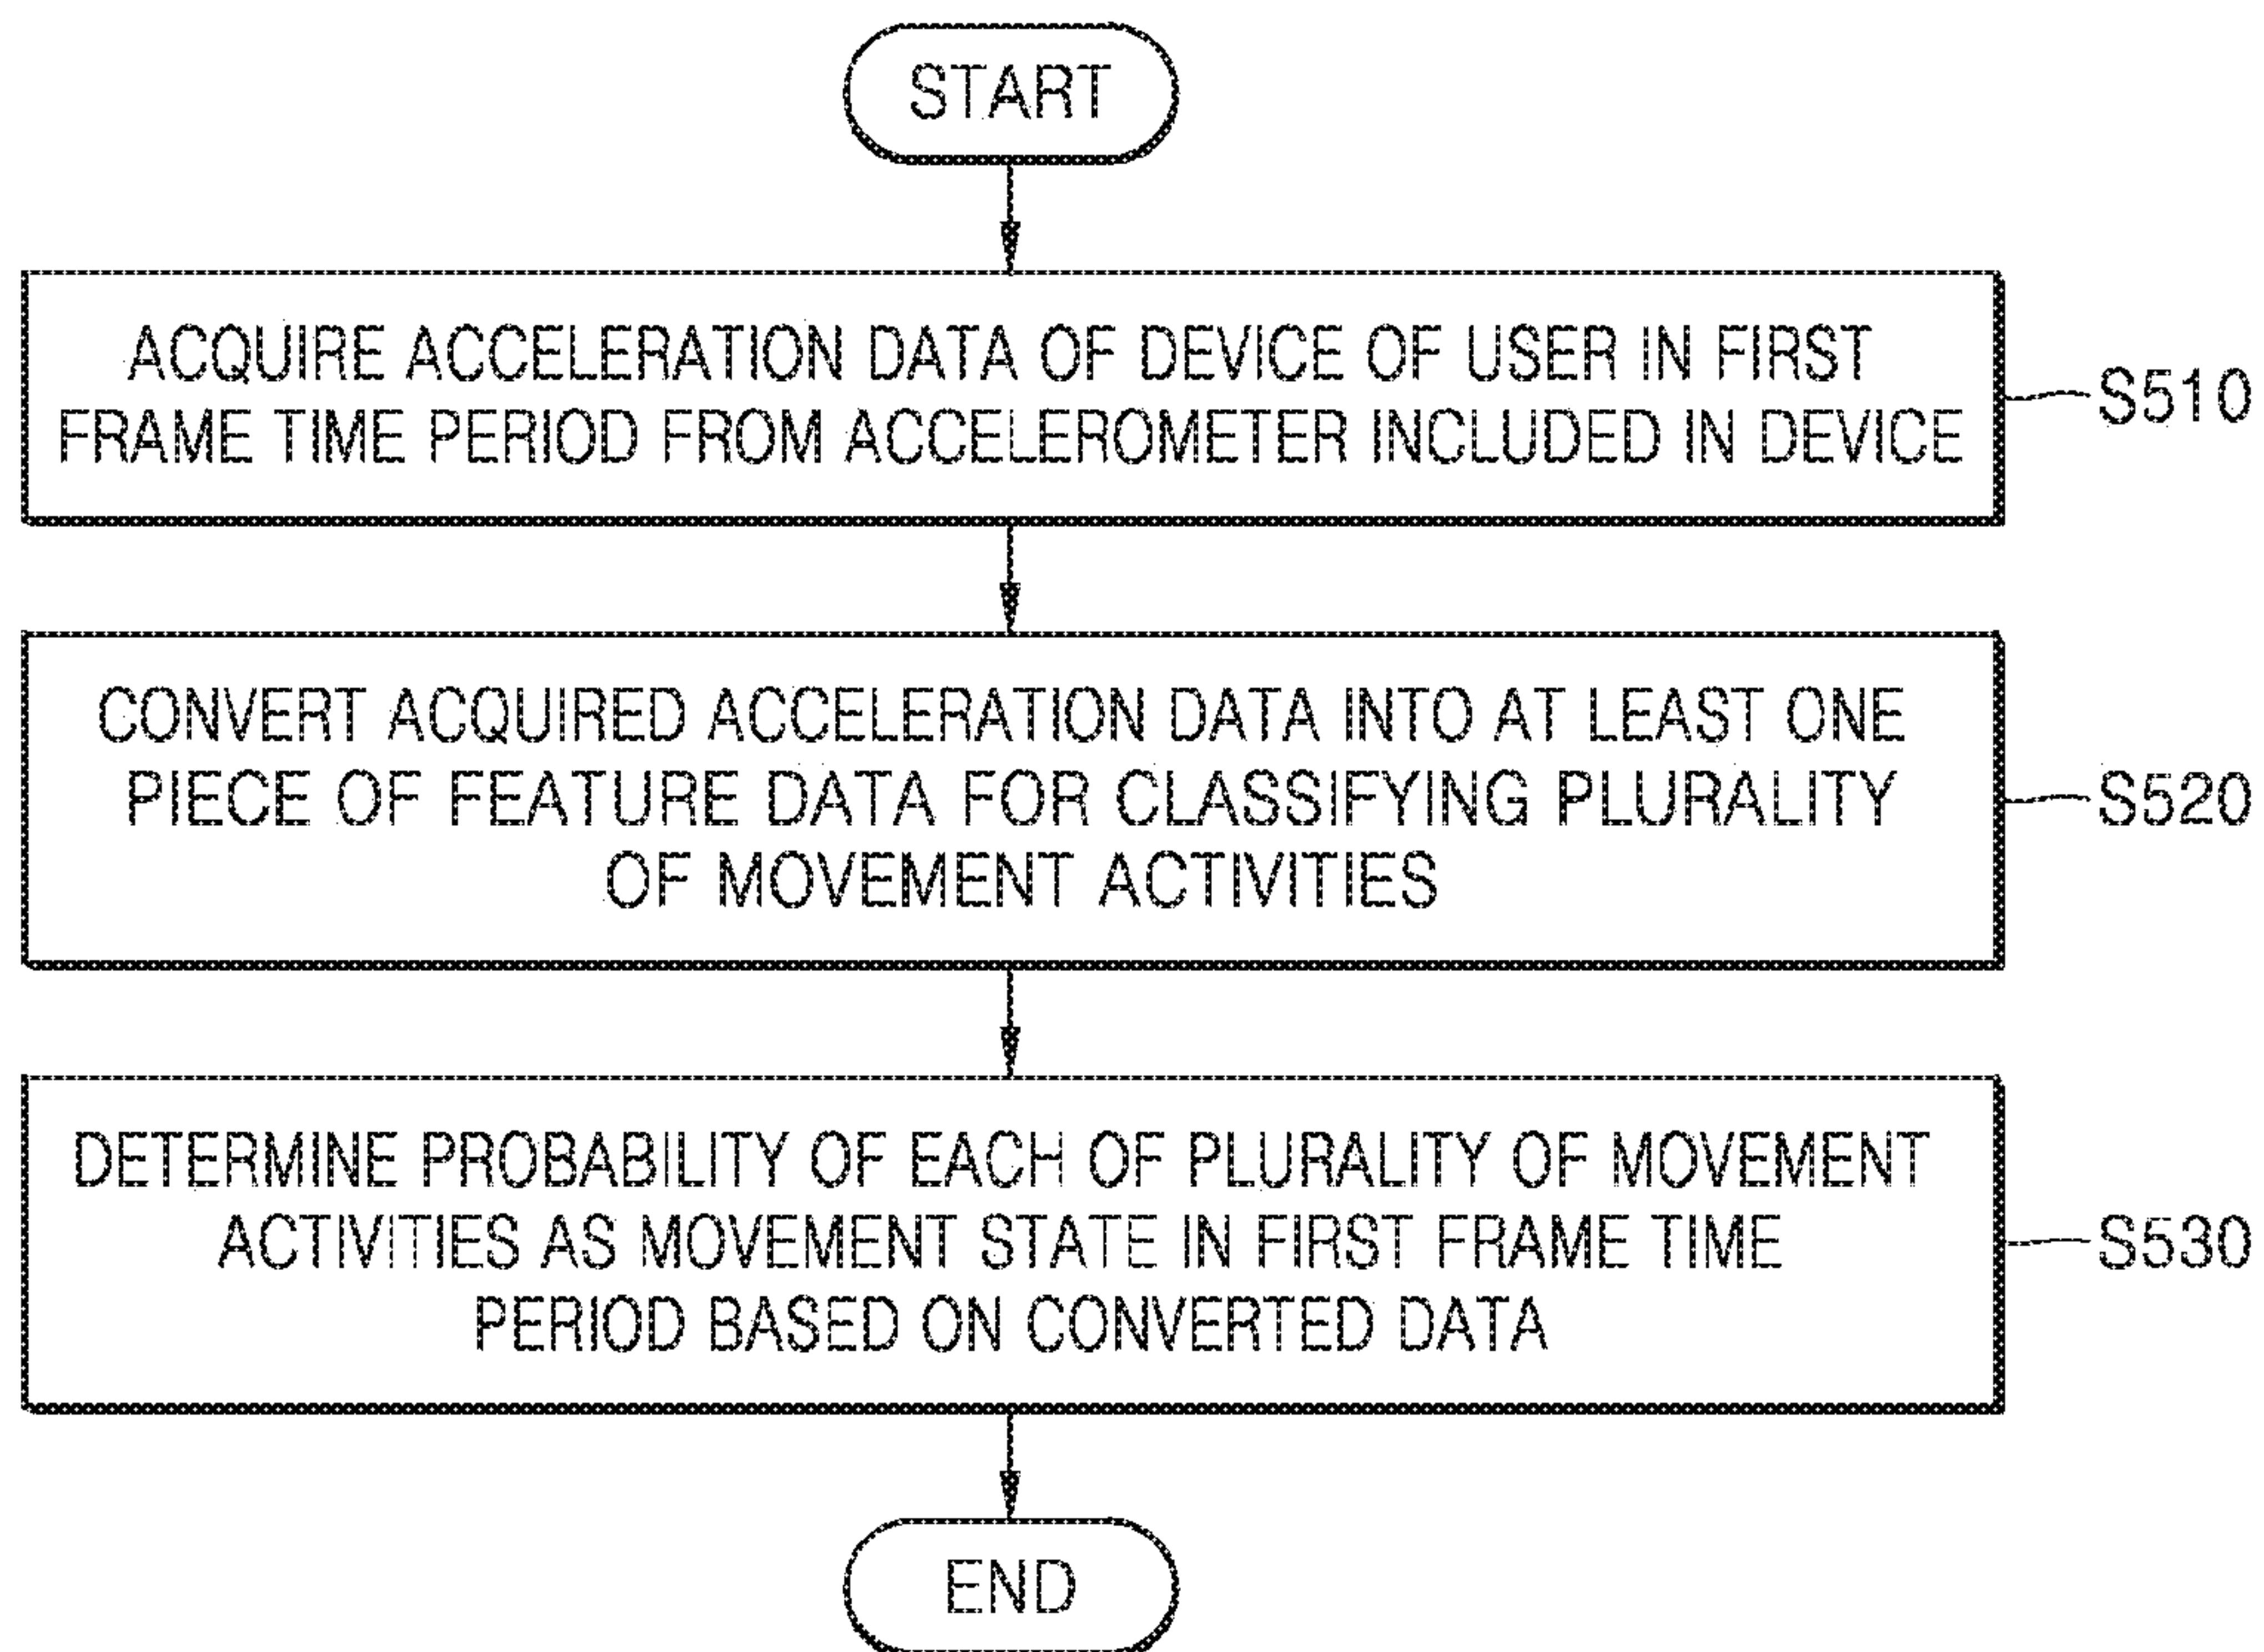 START
ACQUIRE ACCELERATION DATA OF DEVICE OF USER IN FIRST
FRAME TIME PERIOD FROM ACCELEROMETER INCLUDED IN DEVICE
S510
CONVERT ACQUIRED ACCELERATION DATA INTO AT LEAST ONE
PIECE OF FEATURE DATA FOR CLASSIFYING PLURALITY
OF MOVEMENT ACTIVITIES
S520
DETERMINE PROBABILITY OF EACH OF PLURALITY OF MOVEMENT
ACTIVITIES AS MOVEMENT STATE IN FIRST FRAME TIME
PERIOD BASED ON CONVERTED DATA
S530
END